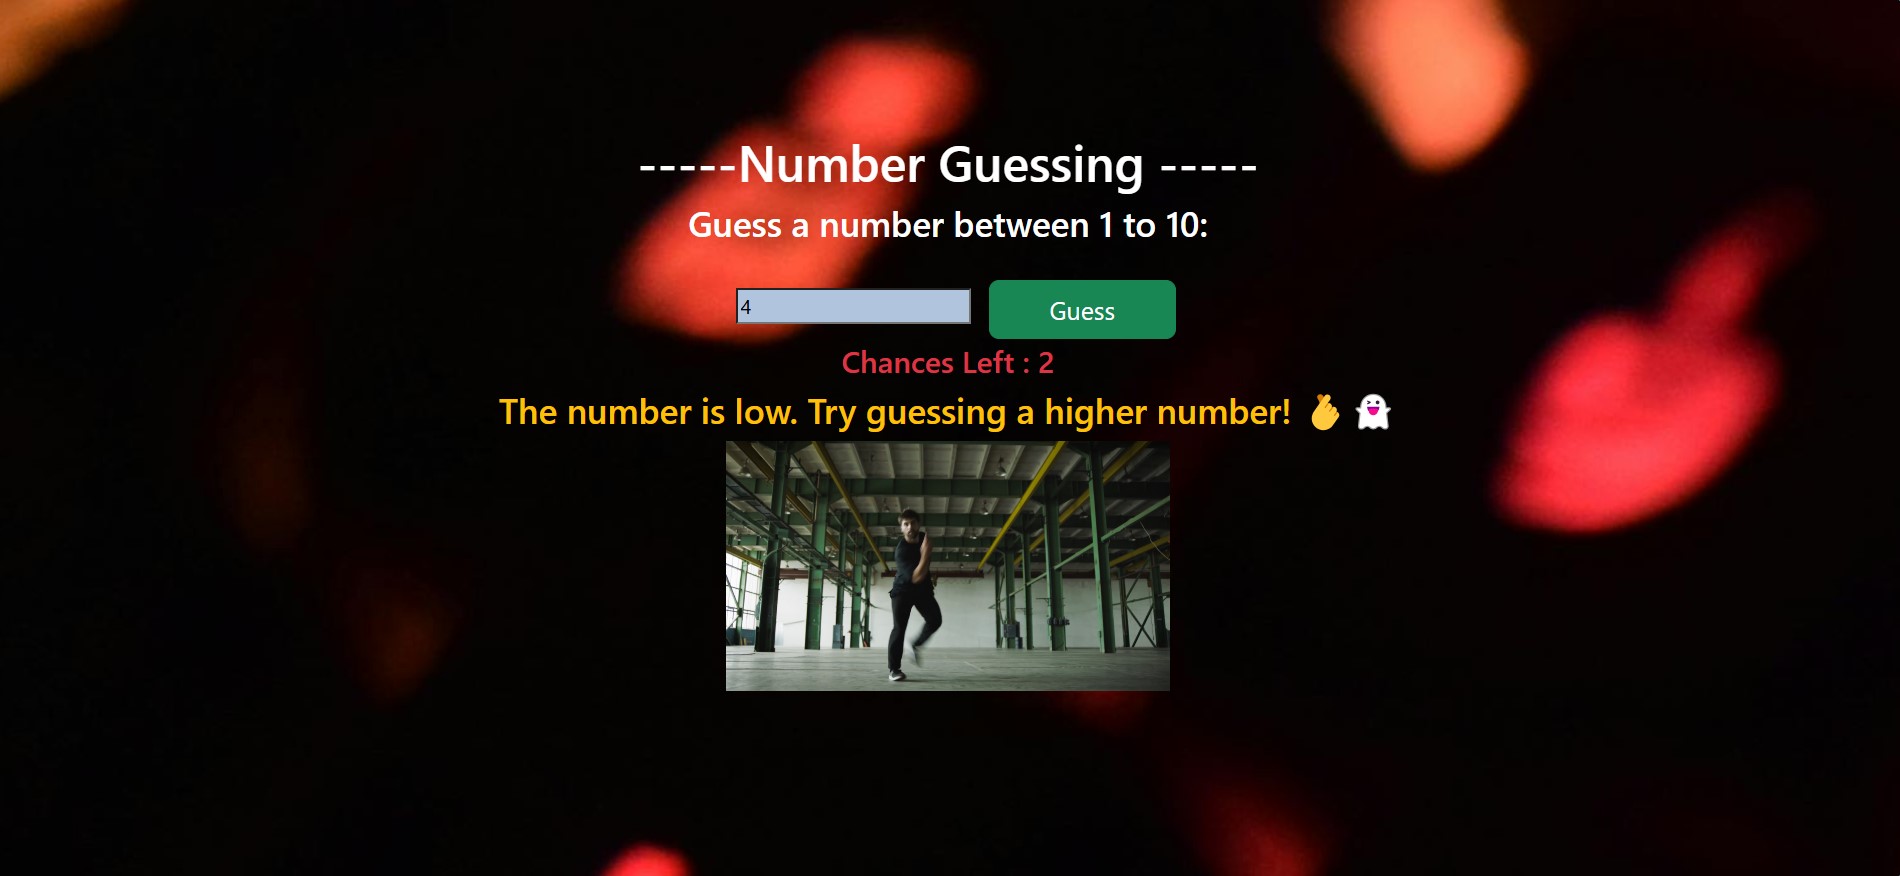 -----Number Guessing -----
Guess a number between 1 to 10:
4
Guess
Chances Left : 2
The number is low. Try guessing a higher number! 🫰 👻